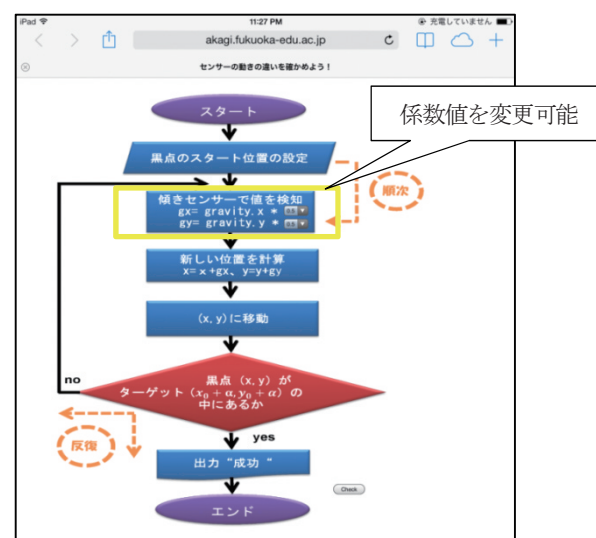 iPad 11:27 PM 充電していません
akagi.fukuoka-edu.ac.jp
センサーの動きの違いを確かめよう！
スタート
係数値を変更可能
黒点のスタート位置の設定
順次
傾きセンサーで値を検知
gx= gravity.x *
gy= gravity.y *
新しい位置を計算
x=x+gx、y=y+gy
(x,y)に移動
no
黒点（x,y）が
ターゲット（x₀ + α, y₀ + α）の
中にあるか
反復
yes
出力“成功 “
Check
エンド